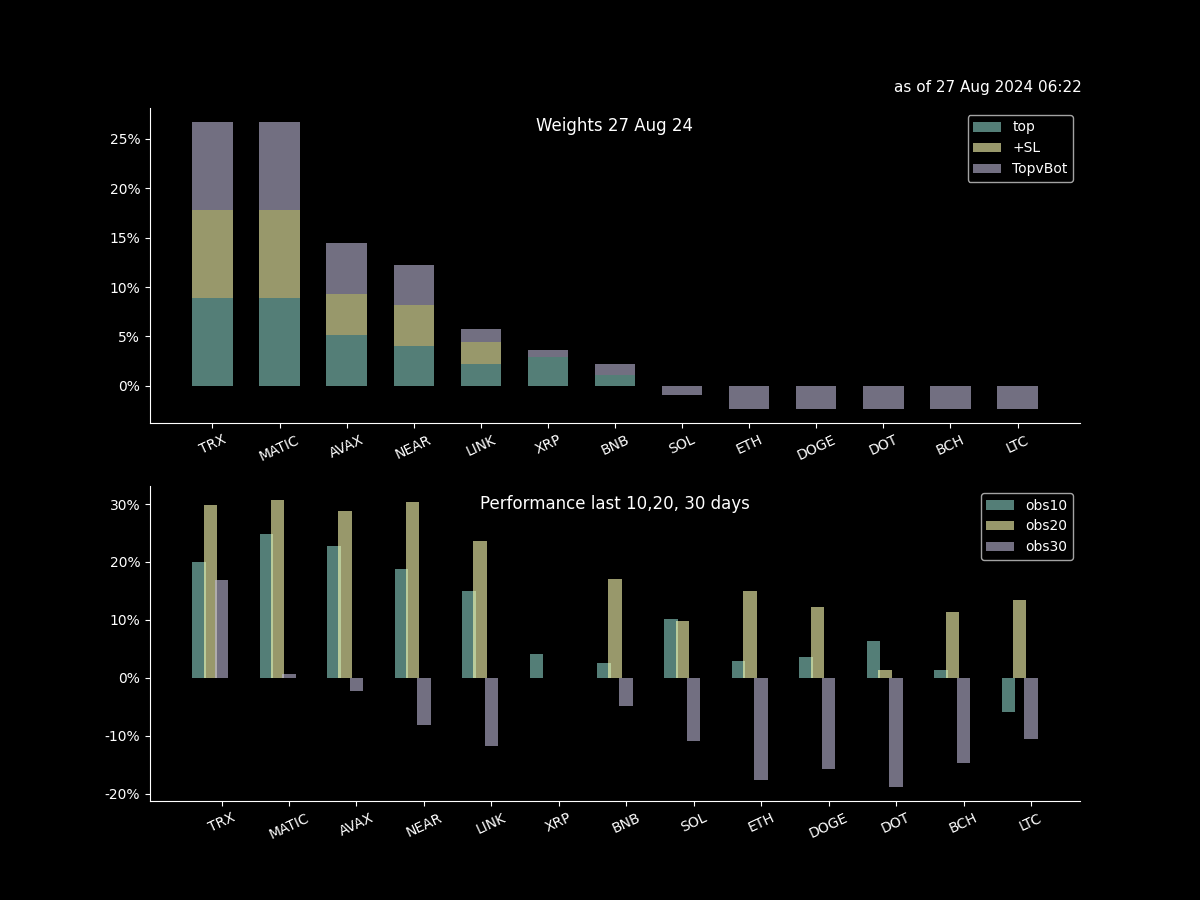 as of 27 Aug 2024 06:22
Weights 27 Aug 24
top
+SL
TopvBot
25%
20%
15%
10%
5%
0%
TRX MATIC AVAX NEAR LINK XRP BNB SOL ETH DOGE DOT BCH LTC
Performance last 10,20, 30 days
obs10
obs20
obs30
30%
20%
10%
0%
-10%
-20%
TRX MATIC AVAX NEAR LINK XRP BNB SOL ETH DOGE DOT BCH LTC